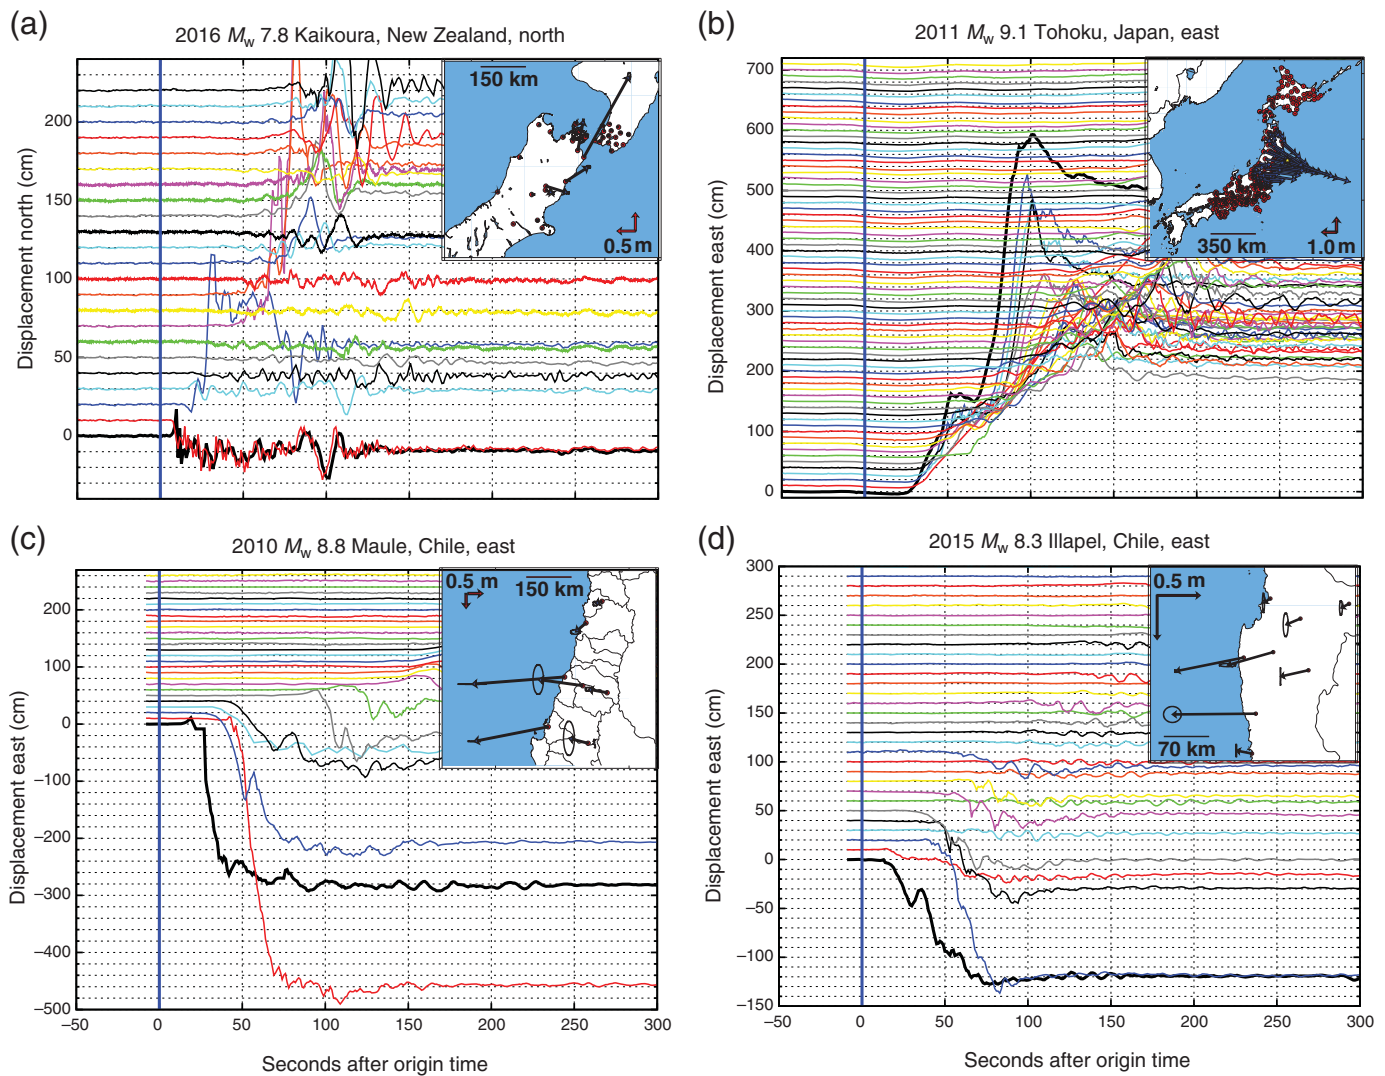 (a)
2016 Mw 7.8 Kaikoura, New Zealand, north
Displacement north (cm)
200
150
100
50
0
150 km
0.5 m
(b)
2011 Mw 9.1 Tohoku, Japan, east
Displacement east (cm)
700
600
500
400
300
200
100
0
350 km
1.0 m
(c)
2010 Mw 8.8 Maule, Chile, east
Displacement east (cm)
200
100
0
−100
−200
−300
−400
−500
0.5 m
150 km
−50 0 50 100 150 200 250 300
Seconds after origin time
(d)
2015 Mw 8.3 Illapel, Chile, east
Displacement east (cm)
300
250
200
150
100
50
0
−50
−100
−150
0.5 m
70 km
−50 0 50 100 150 200 250 300
Seconds after origin time